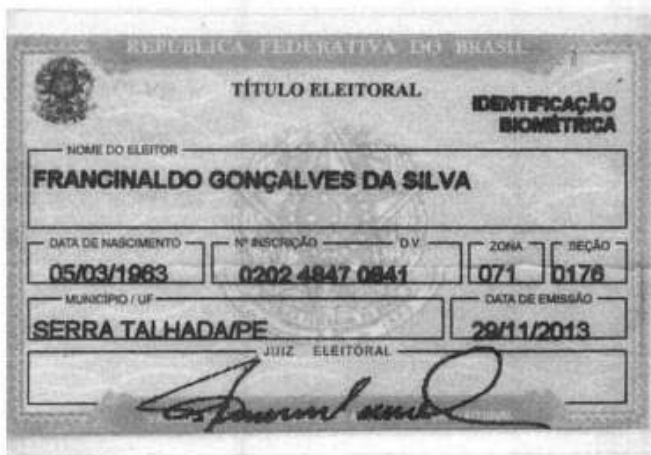 REPÚBLICA FEDERATIVA DO BRASIL
TÍTULO ELEITORAL
IDENTIFICAÇÃO
BIOMÉTRICA
NOME DO ELEITOR
FRANCINALDO GONÇALVES DA SILVA
DATA DE NASCIMENTO Nº INSCRIÇÃO D.V. ZONA SEÇÃO
05/03/1963 0202 4847 0841 071 0176
MUNICÍPIO / UF DATA DE EMISSÃO
SERRA TALHADA/PE 29/11/2013
JUIZ ELEITORAL